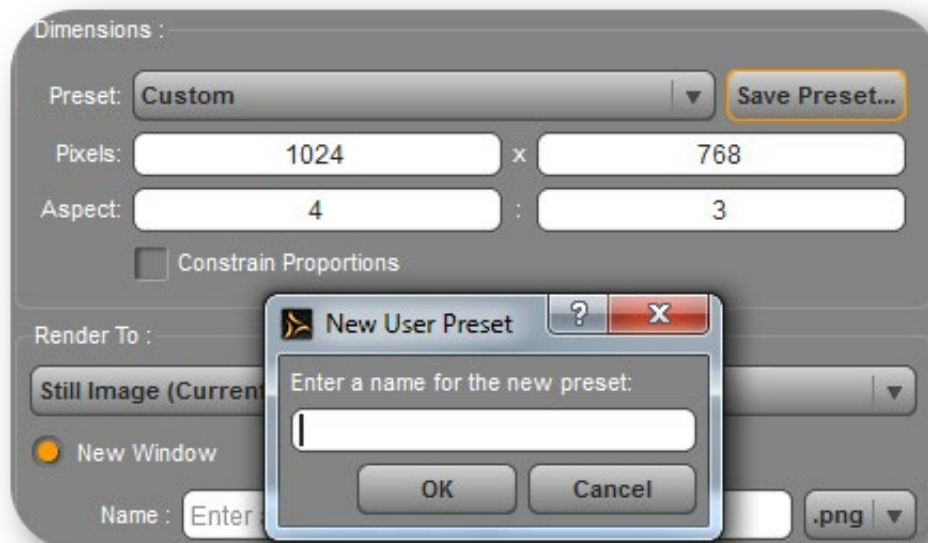 Dimensions :
Preset: Custom Save Preset...
Pixels: 1024 x 768
Aspect: 4 : 3
Constrain Proportions
New User Preset ? X
Render To :
Enter a name for the new preset:
Still Image (Current
New Window
OK Cancel
Name : Enter .png